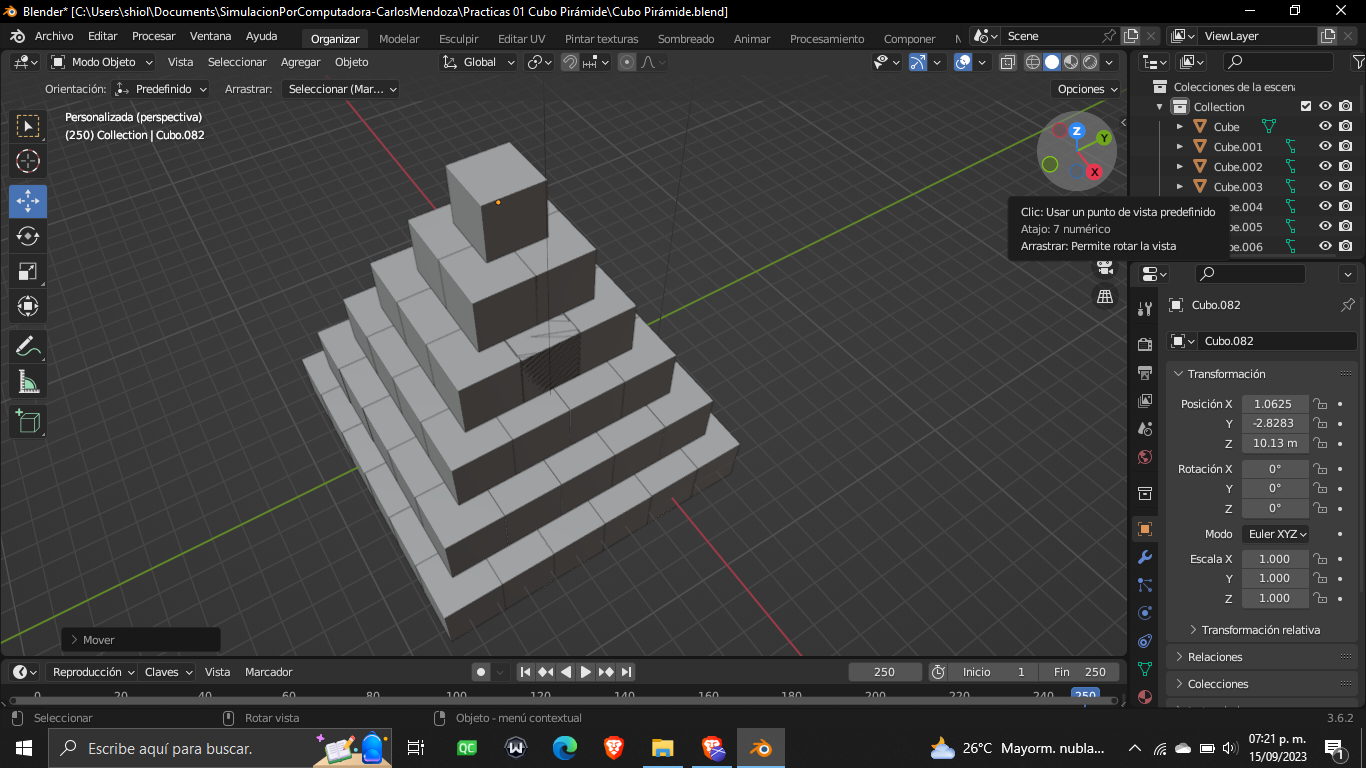 Blender* [C:\Users\shiol\Documents\SimulacionPorComputadora-CarlosMendoza\Practicas 01 Cubo Pirámide\Cubo Pirámide.blend]
Archivo Editar Procesar Ventana Ayuda Organizar Modelar Esculpir Editar UV Pintar texturas Sombreado Animar Procesamiento Componer Scene ViewLayer
Modo Objeto Vista Seleccionar Agregar Objeto Global
Orientación: Predefinido Arrastrar: Seleccionar (Mar... Opciones
Personalizada (perspectiva)
(250) Collection | Cubo.082
Z
Y
X
Clic: Usar un punto de vista predefinido
Atajo: 7 numérico
Arrastrar: Permite rotar la vista
Colecciones de la escena
Collection
Cube
Cube.001
Cube.002
Cube.003
be.004
be.005
be.006
Cubo.082
Cubo.082
Transformación
Posición X 1.0625
Y -2.8283
Z 10.13 m
Rotación X 0°
Y 0°
Z 0°
Modo Euler XYZ
Escala X 1.000
Y 1.000
Z 1.000
Transformación relativa
Relaciones
Colecciones
Mover
Reproducción Claves Vista Marcador 250 Inicio 1 Fin 250
0 20 40 60 80 100 120 140 160 180 200 220 240 250
Seleccionar Rotar vista Objeto - menú contextual 3.6.2
Escribe aquí para buscar. QC 26°C Mayorm. nubla... 07:21 p. m.
15/09/2023 1